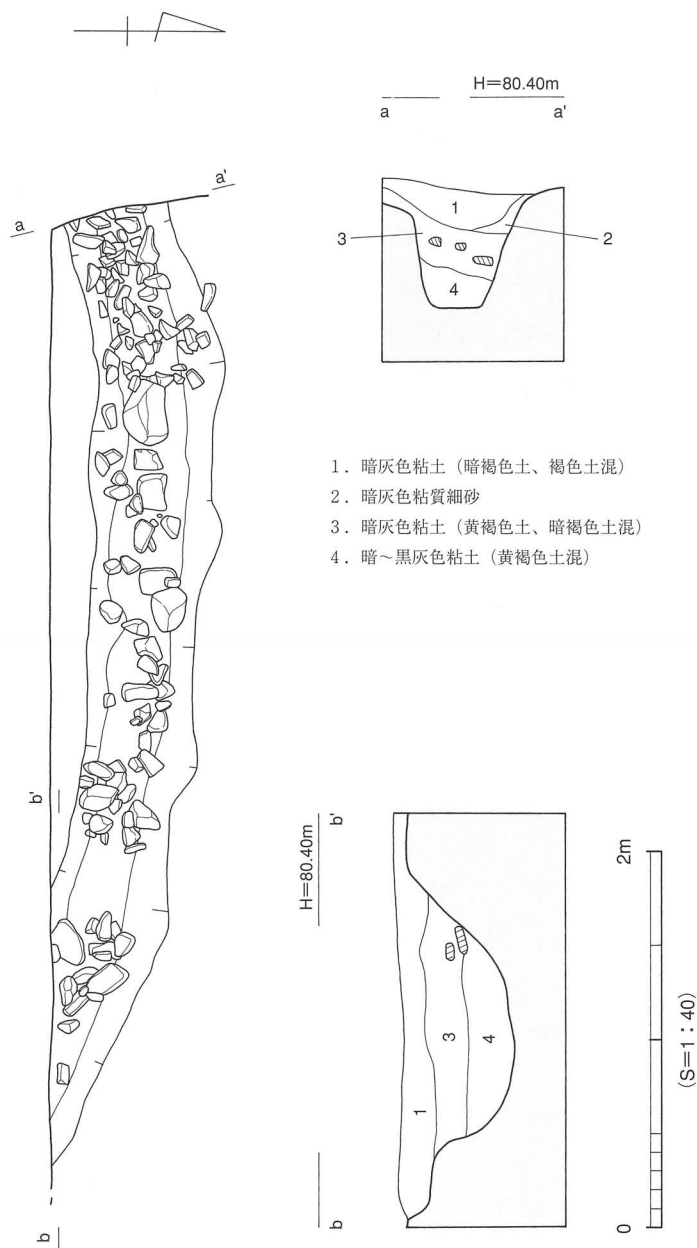 H=80.40m
a a'
a'
a
1
3
2
4
1．暗灰色粘土（暗褐色土、褐色土混）
2．暗灰色粘質細砂
3．暗灰色粘土（黄褐色土、暗褐色土混）
4．暗～黒灰色粘土（黄褐色土混）
b'
b
b'
H=80.40m
b
1
3
4
2m
0
（S=1：40）